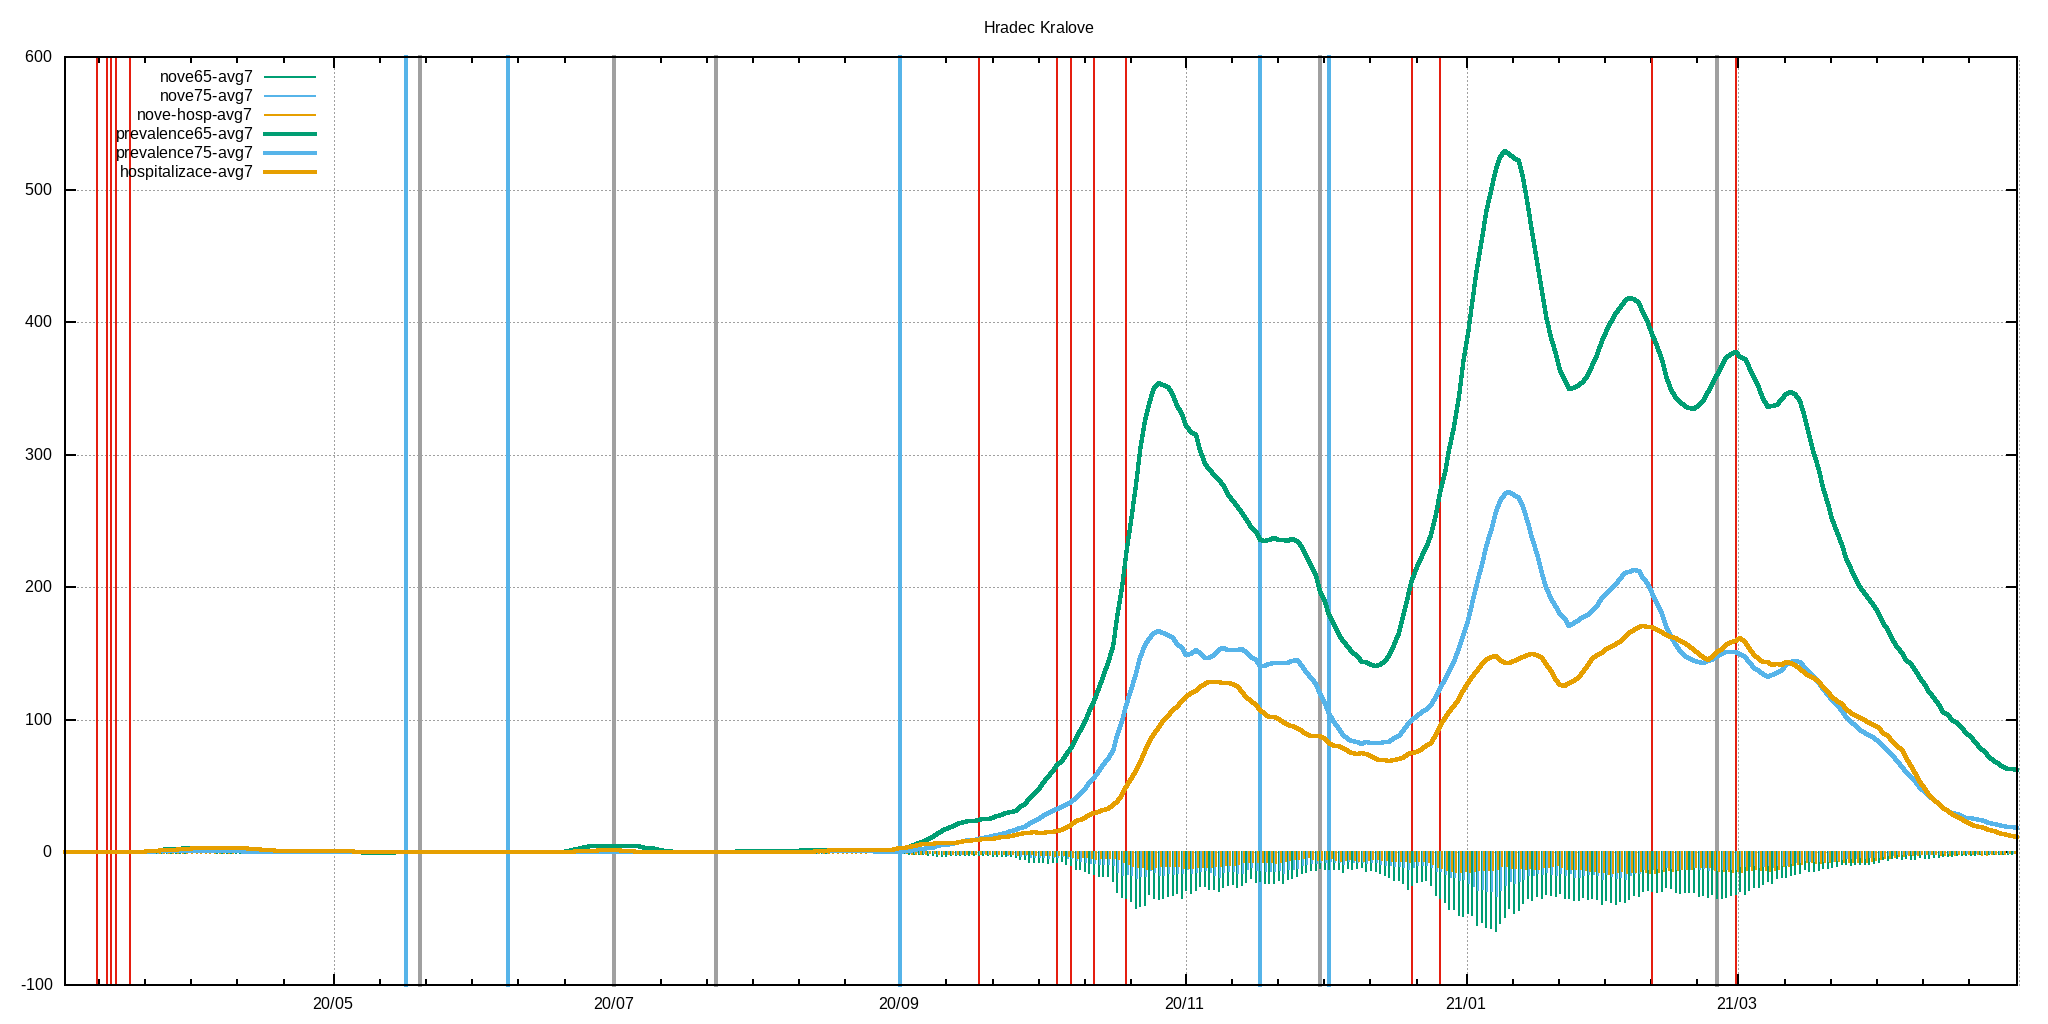 Hradec Kralove
600
500
400
300
200
100
0
-100
nove65-avg7
nove75-avg7
nove-hosp-avg7
prevalence65-avg7
prevalence75-avg7
hospitalizace-avg7
20/05
20/07
20/09
20/11
21/01
21/03